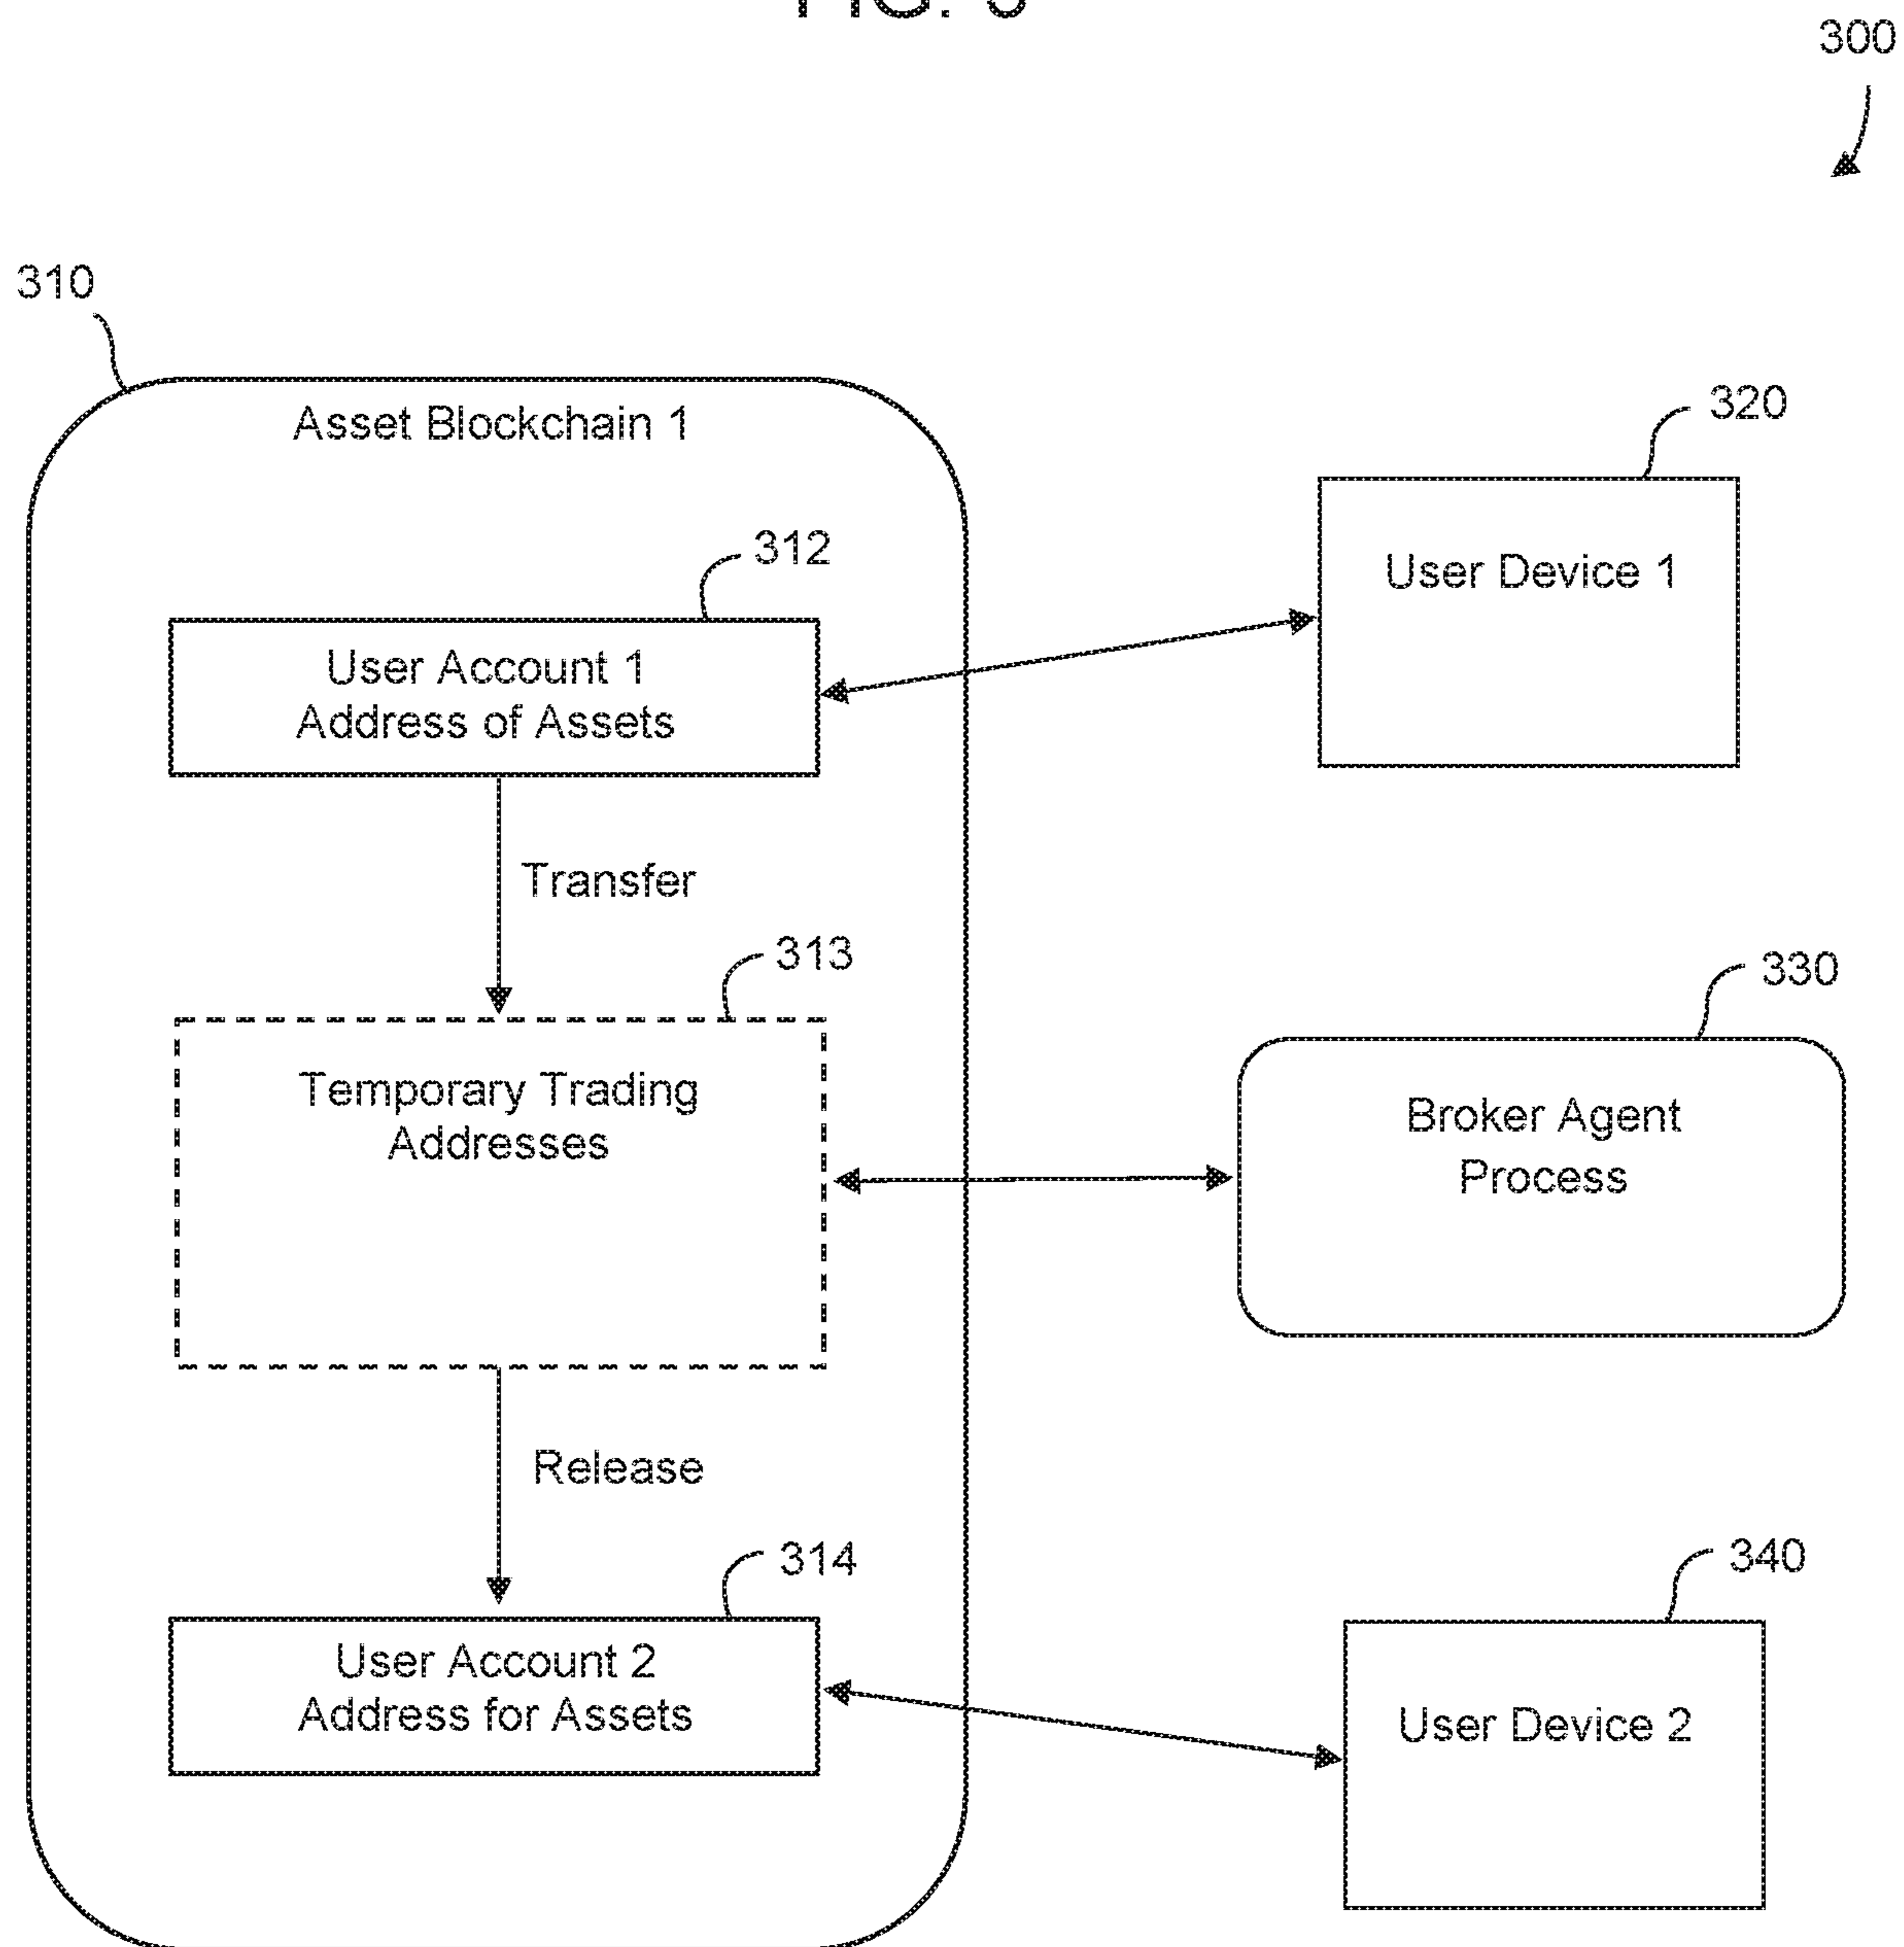 300
310
Asset Blockchain 1
320
312
User Device 1
User Account 1
Address of Assets
Transfer
313
330
Temporary Trading
Addresses
Broker Agent
Process
Release
314
340
User Account 2
Address for Assets
User Device 2